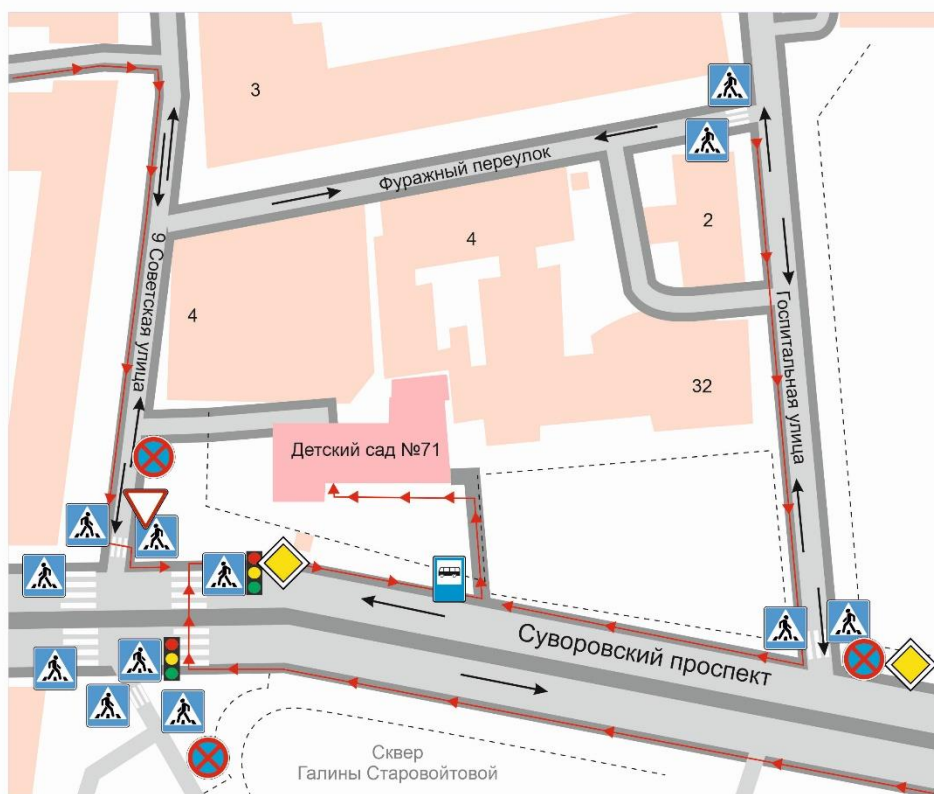 3
Фуражный переулок
2
4
9 Советская улица
4
Госпитальная улица
32
Детский сад №71
Суворовский проспект
Сквер
Галины Старовойтовой